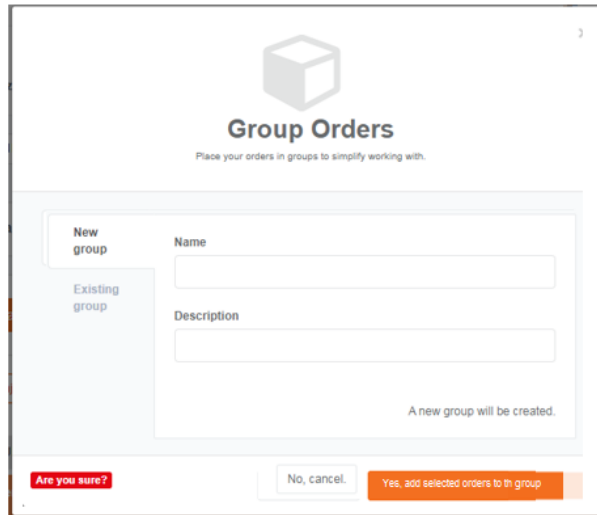 Group Orders
Place your orders in groups to simplify working with.
New
group
Existing
group
Name
Description
A new group will be created.
Are you sure?
No, cancel.
Yes, add selected orders to th group